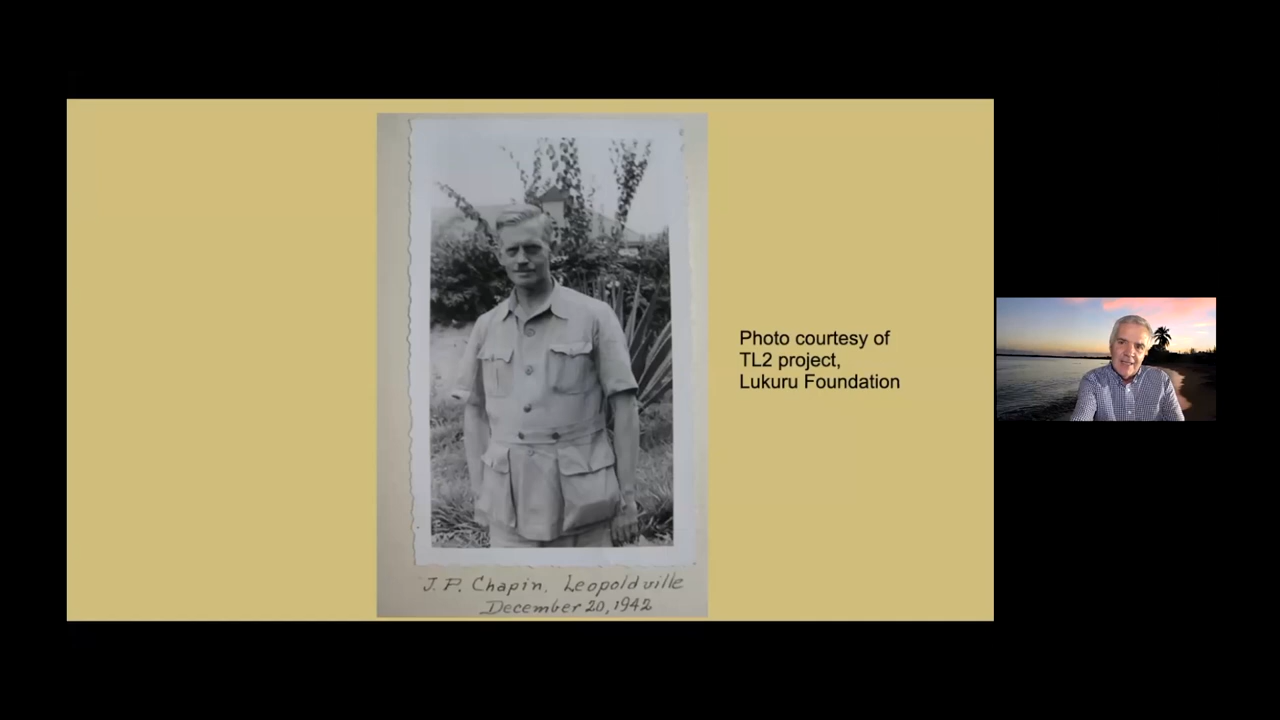 Photo courtesy of
TL2 project,
Lukuru Foundation
J. P. Chapin, Leopoldville
December 20, 1942